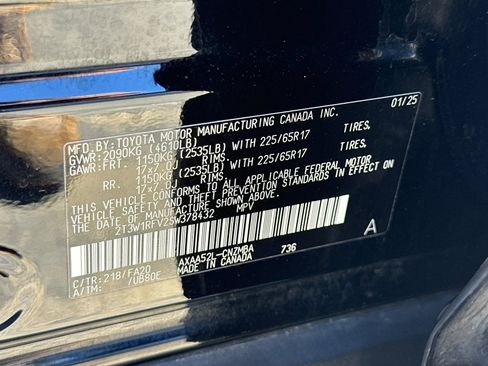 MFD.BY: TOYOTA MOTOR MANUFACTURING CANADA INC. 01/25
GVWR: 2090KG (4610LB)
GAWR: FRT. 1150KG (2535LB) WITH 225/65R17 TIRES,
17x7.0J RIMS,
RR. 1150KG (2535LB) WITH 225/65R17 TIRES,
17x7.0J RIMS,
THIS VEHICLE CONFORMS TO ALL APPLICABLE FEDERAL MOTOR
VEHICLE SAFETY AND THEFT PREVENTION STANDARDS IN EFFECT ON
THE DATE OF MANUFACTURE SHOWN ABOVE.
2T3W1RFV2SW378432 MPV A
AXAA52L-CNZMBA 736
C/TR: 218/FA20 MADE IN CANADA
A/TM: /UB80F